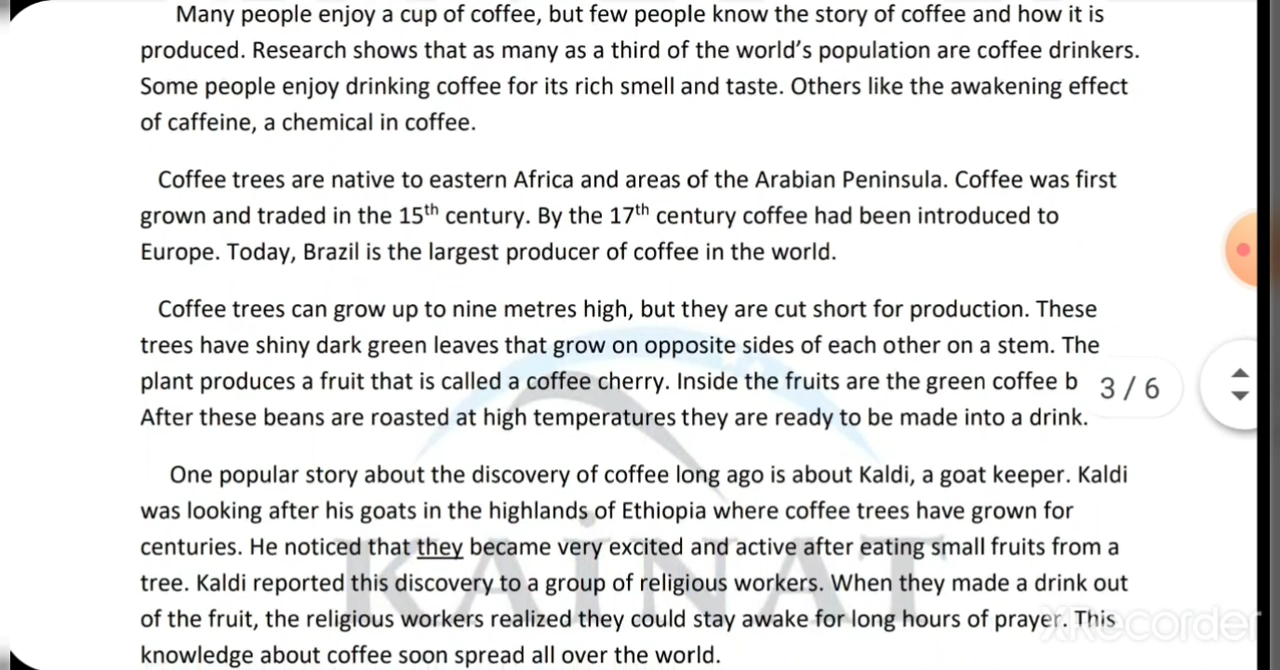 Many people enjoy a cup of coffee, but few people know the story of coffee and how it is
produced. Research shows that as many as a third of the world's population are coffee drinkers.
Some people enjoy drinking coffee for its rich smell and taste. Others like the awakening effect
of caffeine, a chemical in coffee.
Coffee trees are native to eastern Africa and areas of the Arabian Peninsula. Coffee was first
grown and traded in the 15th century. By the 17th century coffee had been introduced to
Europe. Today, Brazil is the largest producer of coffee in the world.
Coffee trees can grow up to nine metres high, but they are cut short for production. These
trees have shiny dark green leaves that grow on opposite sides of each other on a stem. The
plant produces a fruit that is called a coffee cherry. Inside the fruits are the green coffee b
3 / 6
After these beans are roasted at high temperatures they are ready to be made into a drink.
One popular story about the discovery of coffee long ago is about Kaldi, a goat keeper. Kaldi
was looking after his goats in the highlands of Ethiopia where coffee trees have grown for
centuries. He noticed that they became very excited and active after eating small fruits from a
tree. Kaldi reported this discovery to a group of religious workers. When they made a drink out
of the fruit, the religious workers realized they could stay awake for long hours of prayer. This
knowledge about coffee soon spread all over the world.
KAINAT
XRecorder